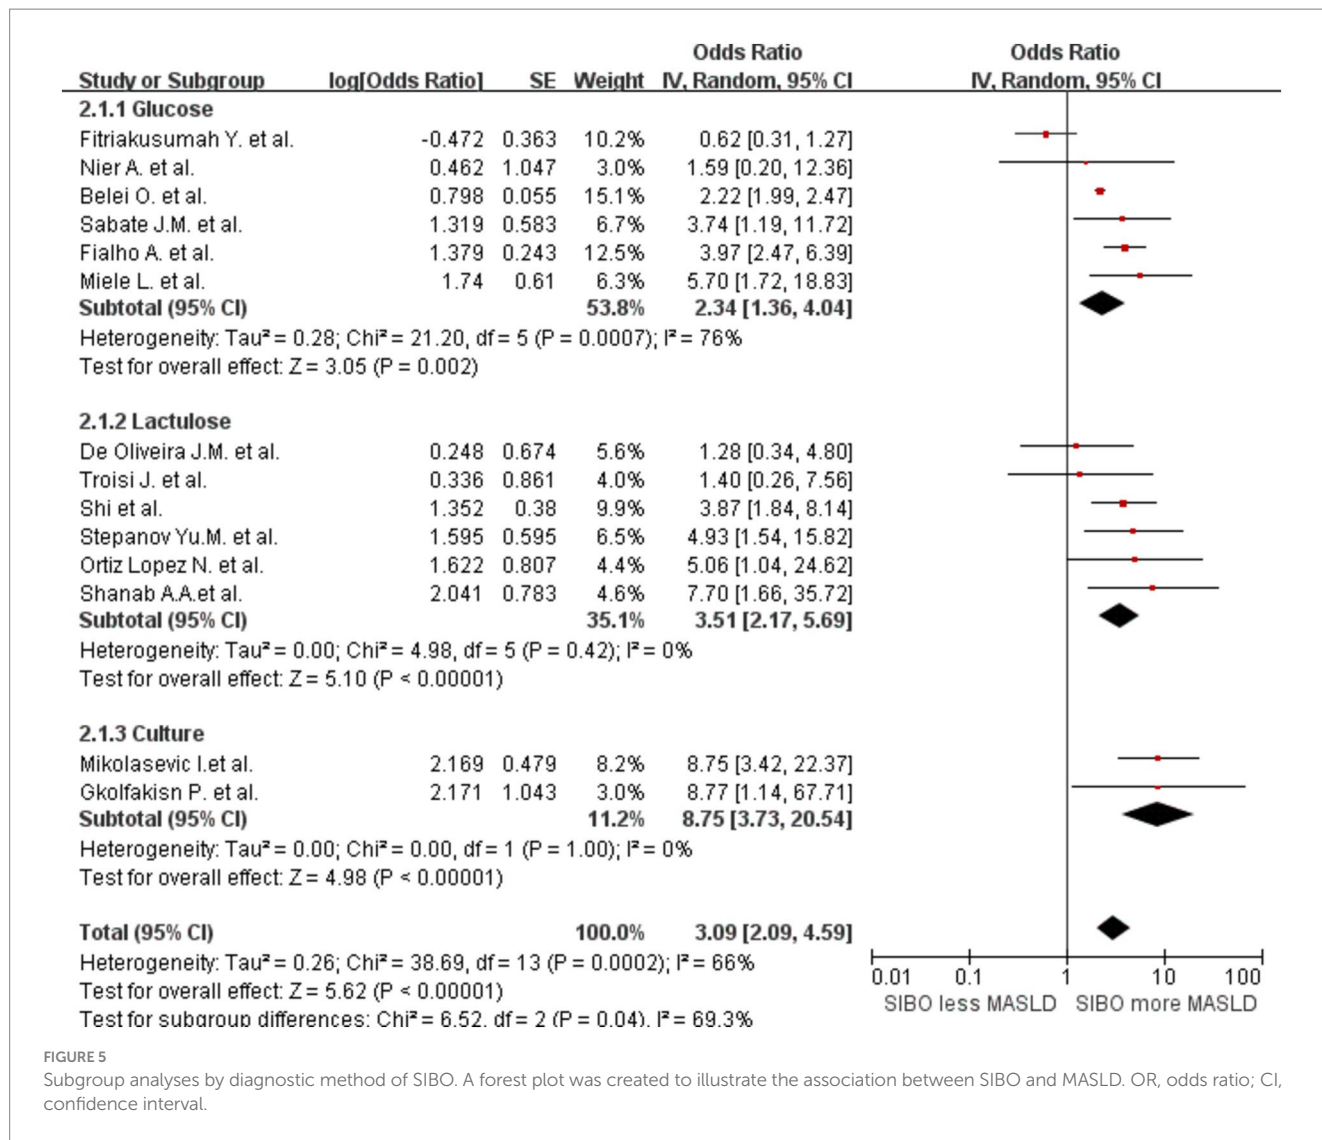 Odds Ratio Odds Ratio
Study or Subgroup log[Odds Ratio] SE Weight IV, Random, 95% CI IV, Random, 95% CI
2.1.1 Glucose
Fitriakusumah Y. et al. -0.472 0.363 10.2% 0.62 [0.31, 1.27]
Nier A. et al. 0.462 1.047 3.0% 1.59 [0.20, 12.36]
Belei O. et al. 0.798 0.055 15.1% 2.22 [1.99, 2.47]
Sabate J.M. et al. 1.319 0.583 6.7% 3.74 [1.19, 11.72]
Fialho A. et al. 1.379 0.243 12.5% 3.97 [2.47, 6.39]
Miele L. et al. 1.74 0.61 6.3% 5.70 [1.72, 18.83]
Subtotal (95% CI) 53.8% 2.34 [1.36, 4.04]
Heterogeneity: Tau² = 0.28; Chi² = 21.20, df = 5 (P = 0.0007); I² = 76%
Test for overall effect: Z = 3.05 (P = 0.002)
2.1.2 Lactulose
De Oliveira J.M. et al. 0.248 0.674 5.6% 1.28 [0.34, 4.80]
Troisi J. et al. 0.336 0.861 4.0% 1.40 [0.26, 7.56]
Shi et al. 1.352 0.38 9.9% 3.87 [1.84, 8.14]
Stepanov Yu.M. et al. 1.595 0.595 6.5% 4.93 [1.54, 15.82]
Ortiz Lopez N. et al. 1.622 0.807 4.4% 5.06 [1.04, 24.62]
Shanab A.A.et al. 2.041 0.783 4.6% 7.70 [1.66, 35.72]
Subtotal (95% CI) 35.1% 3.51 [2.17, 5.69]
Heterogeneity: Tau² = 0.00; Chi² = 4.98, df = 5 (P = 0.42); I² = 0%
Test for overall effect: Z = 5.10 (P < 0.00001)
2.1.3 Culture
Mikolasevic I.et al. 2.169 0.479 8.2% 8.75 [3.42, 22.37]
Gkolfakisn P. et al. 2.171 1.043 3.0% 8.77 [1.14, 67.71]
Subtotal (95% CI) 11.2% 8.75 [3.73, 20.54]
Heterogeneity: Tau² = 0.00; Chi² = 0.00, df = 1 (P = 1.00); I² = 0%
Test for overall effect: Z = 4.98 (P < 0.00001)
Total (95% CI) 100.0% 3.09 [2.09, 4.59]
Heterogeneity: Tau² = 0.26; Chi² = 38.69, df = 13 (P = 0.0002); I² = 66%
Test for overall effect: Z = 5.62 (P < 0.00001)
Test for subgroup differences: Chi² = 6.52, df = 2 (P = 0.04), I² = 69.3%
0.01 0.1 1 10 100
SIBO less MASLD SIBO more MASLD
FIGURE 5
Subgroup analyses by diagnostic method of SIBO. A forest plot was created to illustrate the association between SIBO and MASLD. OR, odds ratio; CI,
confidence interval.